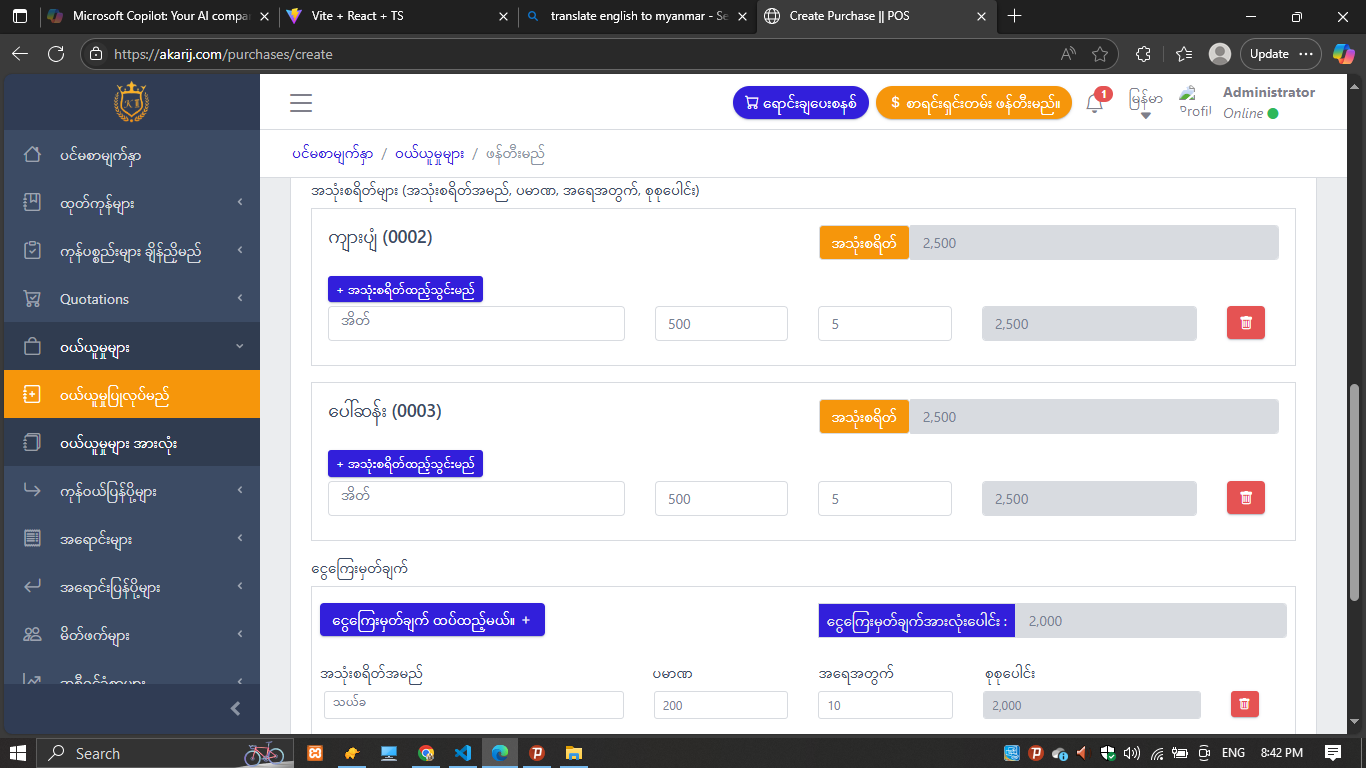 Microsoft Copilot: Your AI compa
Vite + React + TS
translate english to myanmar - Se
Create Purchase || POS
https://akarij.com/purchases/create
Update
ရောင်းချပေးစနစ်
$ စာရင်းရှင်းတမ်း ဖန်တီးမည်။
1
မြန်မာ
Profil
Administrator
Online
ပင်မစာမျက်နှာ / ဝယ်ယူမှုများ / ဖန်တီးမည်
ပင်မစာမျက်နှာ
ထုတ်ကုန်များ
ကုန်ပစ္စည်းများ ချိန်ညှိမည်
Quotations
ဝယ်ယူမှုများ
ဝယ်ယူမှုပြုလုပ်မည်
ဝယ်ယူမှုများ အားလုံး
ကုန်ဝယ်ပြန်ပို့များ
အရောင်းများ
အရောင်းပြန်ပို့များ
မိတ်ဖက်များ
အသုံးစရိတ်များ (အသုံးစရိတ်အမည်, ပမာဏ, အရေအတွက်, စုစုပေါင်း)
ကျားပျံ (0002)
အသုံးစရိတ် 2,500
+ အသုံးစရိတ်ထည့်သွင်းမည်
အိတ် 500 5 2,500
ပေါ်ဆန်း (0003)
အသုံးစရိတ် 2,500
+ အသုံးစရိတ်ထည့်သွင်းမည်
အိတ် 500 5 2,500
ငွေကြေးမှတ်ချက်
ငွေကြေးမှတ်ချက် ထပ်ထည့်မယ်။ +
ငွေကြေးမှတ်ချက်အားလုံးပေါင်း : 2,000
အသုံးစရိတ်အမည် ပမာဏ အရေအတွက် စုစုပေါင်း
သယ်ခ 200 10 2,000
Search
ENG
8:42 PM